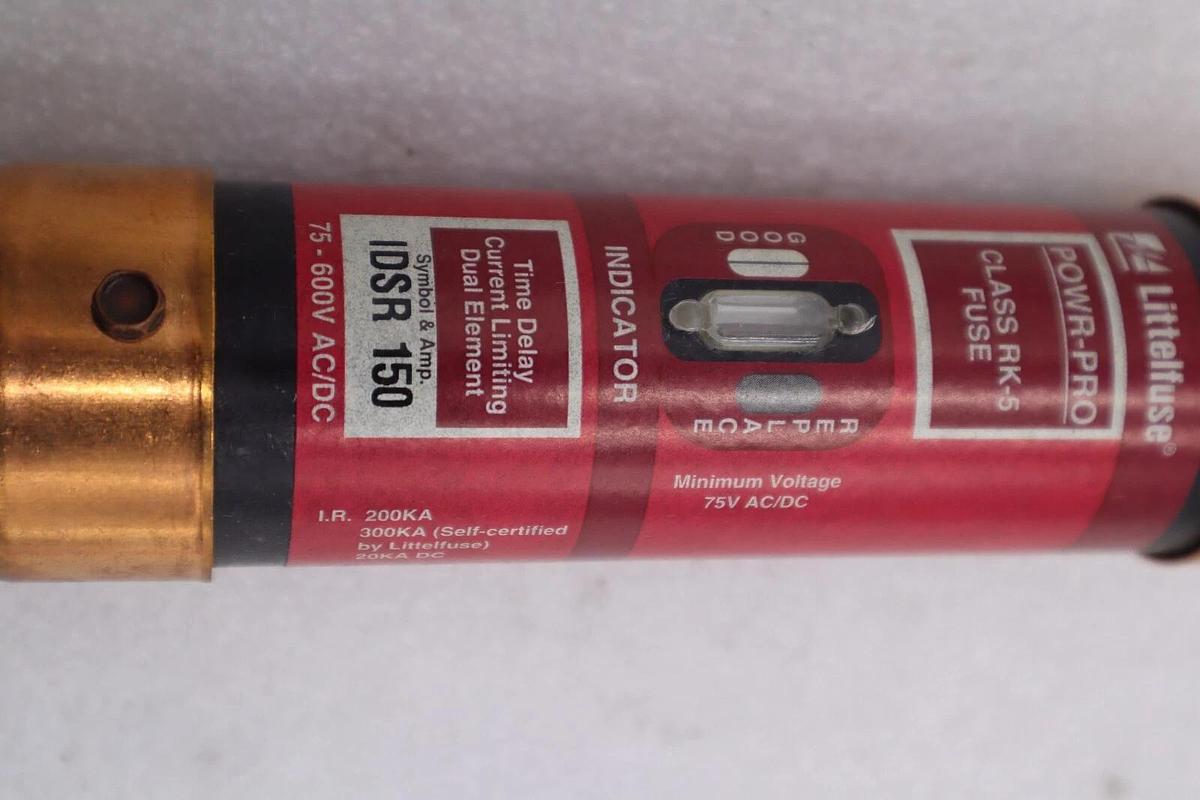 Littelfuse®
POWR-PRO
CLASS RK-5
FUSE
GOOD
REPLACE
Minimum Voltage
75V AC/DC
INDICATOR
Time Delay
Current Limiting
Dual Element
Symbol & Amp.
IDSR 150
75 - 600V AC/DC
I.R. 200KA
300KA (Self-certified
by Littelfuse)
20KA DC